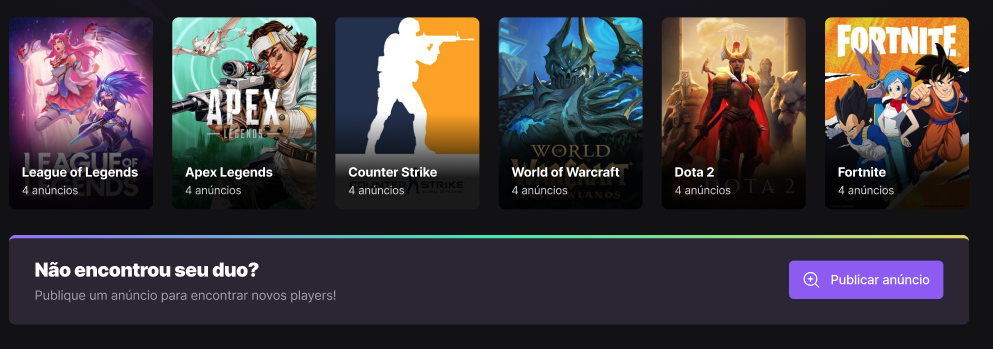 FORTNITE
APEX
LEGENDS
LEAGUE OF
LEGENDS
WORLD
WARCRAFT
COUNTER STRIKE
DOTA 2
League of Legends
4 anúncios
Apex Legends
4 anúncios
Counter Strike
4 anúncios
World of Warcraft
4 anúncios
Dota 2
4 anúncios
Fortnite
4 anúncios
Não encontrou seu duo?
Publique um anúncio para encontrar novos players!
Publicar anúncio